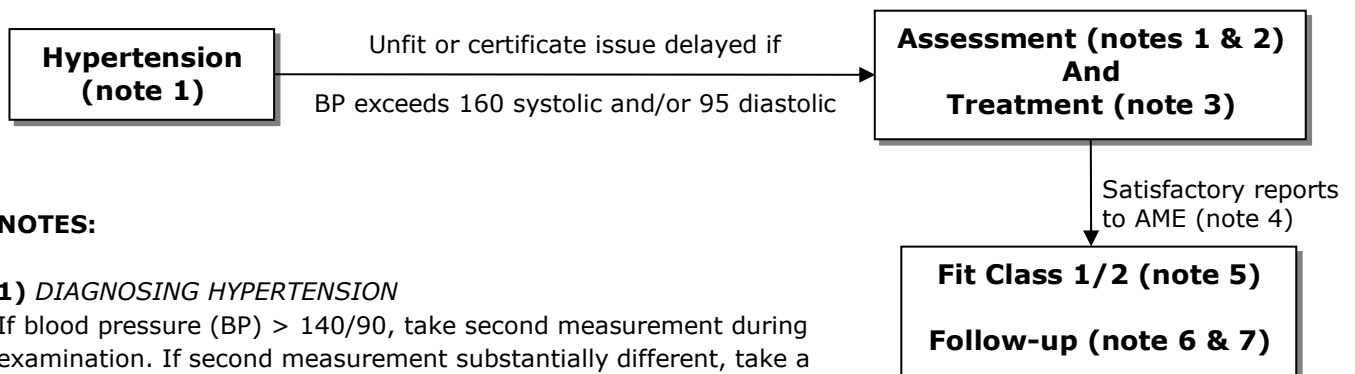 Hypertension
(note 1)
Unfit or certificate issue delayed if
BP exceeds 160 systolic and/or 95 diastolic
Assessment (notes 1 & 2)
And
Treatment (note 3)
Satisfactory reports
to AME (note 4)
Fit Class 1/2 (note 5)
Follow-up (note 6 & 7)
NOTES:
1) DIAGNOSING HYPERTENSION
If blood pressure (BP) > 140/90, take second measurement during
examination. If second measurement substantially different, take a